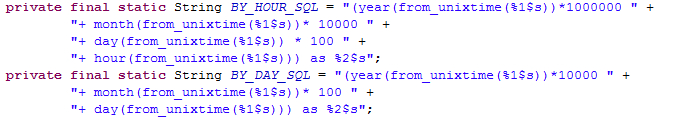 private final static String BY_HOUR_SQL = "(year(from_unixtime(%1$s))*1000000 " +
"+ month(from_unixtime(%1$s))* 10000 " +
"+ day(from_unixtime(%1$s)) * 100 " +
"+ hour(from_unixtime(%1$s))) as %2$s";
private final static String BY_DAY_SQL = "(year(from_unixtime(%1$s))*10000 " +
"+ month(from_unixtime(%1$s))* 100 " +
"+ day(from_unixtime(%1$s))) as %2$s";